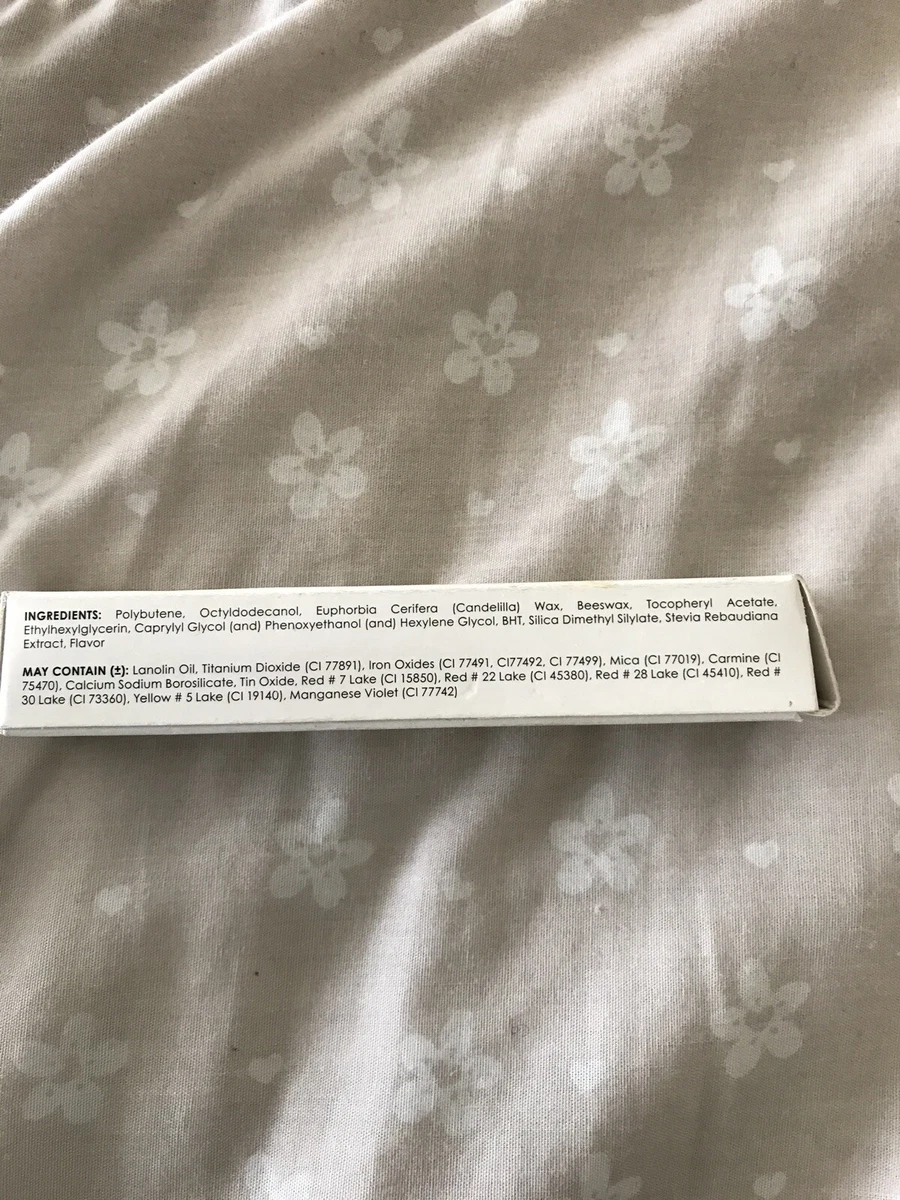 INGREDIENTS: Polybutene, Octyldodecanol, Euphorbia Cerifera (Candelilla) Wax, Beeswax, Tocopheryl Acetate,
Ethylhexylglycerin, Caprylyl Glycol (and) Phenoxyethanol (and) Hexylene Glycol, BHT, Silica Dimethyl Silylate, Stevia Rebaudiana
Extract, Flavor
MAY CONTAIN (±): Lanolin Oil, Titanium Dioxide (CI 77891), Iron Oxides (CI 77491, CI77492, CI 77499), Mica (CI 77019), Carmine (CI
75470), Calcium Sodium Borosilicate, Tin Oxide, Red # 7 Lake (CI 15850), Red # 22 Lake (CI 45380), Red # 28 Lake (CI 45410), Red #
30 Lake (CI 73360), Yellow # 5 Lake (CI 19140), Manganese Violet (CI 77742)